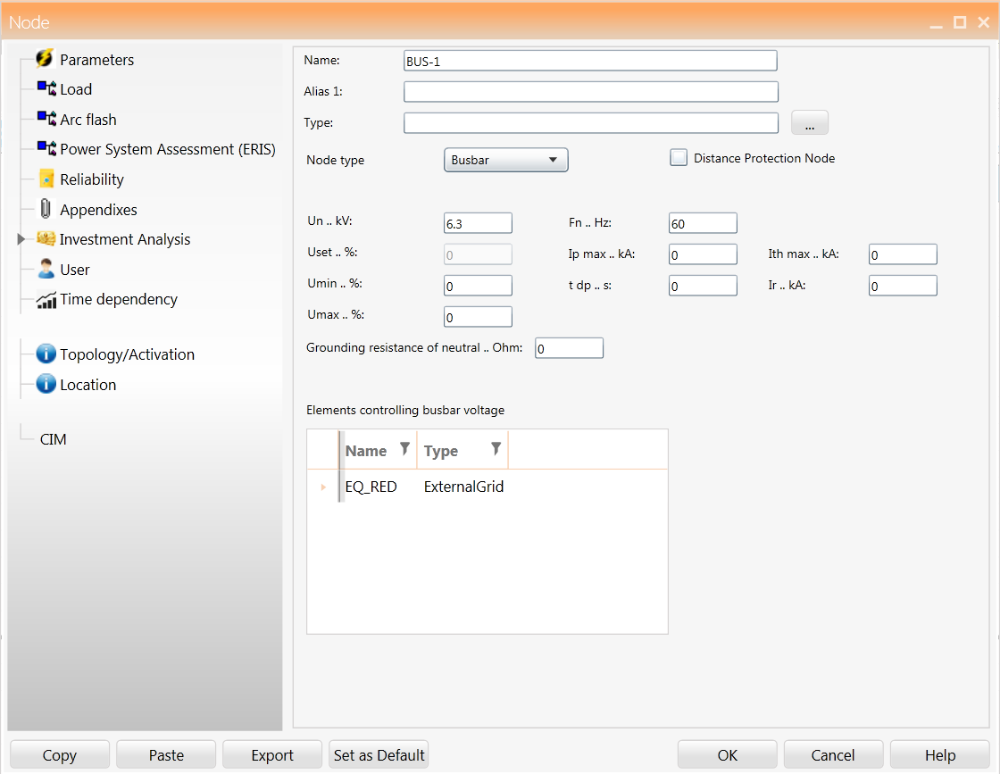 Node
Parameters
Load
Arc flash
Power System Assessment (ERIS)
Reliability
Appendixes
Investment Analysis
User
Time dependency
Topology/Activation
Location
CIM
Name: BUS-1
Alias 1:
Type: ...
Node type Busbar Distance Protection Node
Un .. kV: 6.3 Fn .. Hz: 60
Uset .. %: 0 Ip max .. kA: 0 Ith max .. kA: 0
Umin .. %: 0 t dp .. s: 0 Ir .. kA: 0
Umax .. %: 0
Grounding resistance of neutral .. Ohm: 0
Elements controlling busbar voltage
Name Type
EQ_RED ExternalGrid
Copy Paste Export Set as Default OK Cancel Help